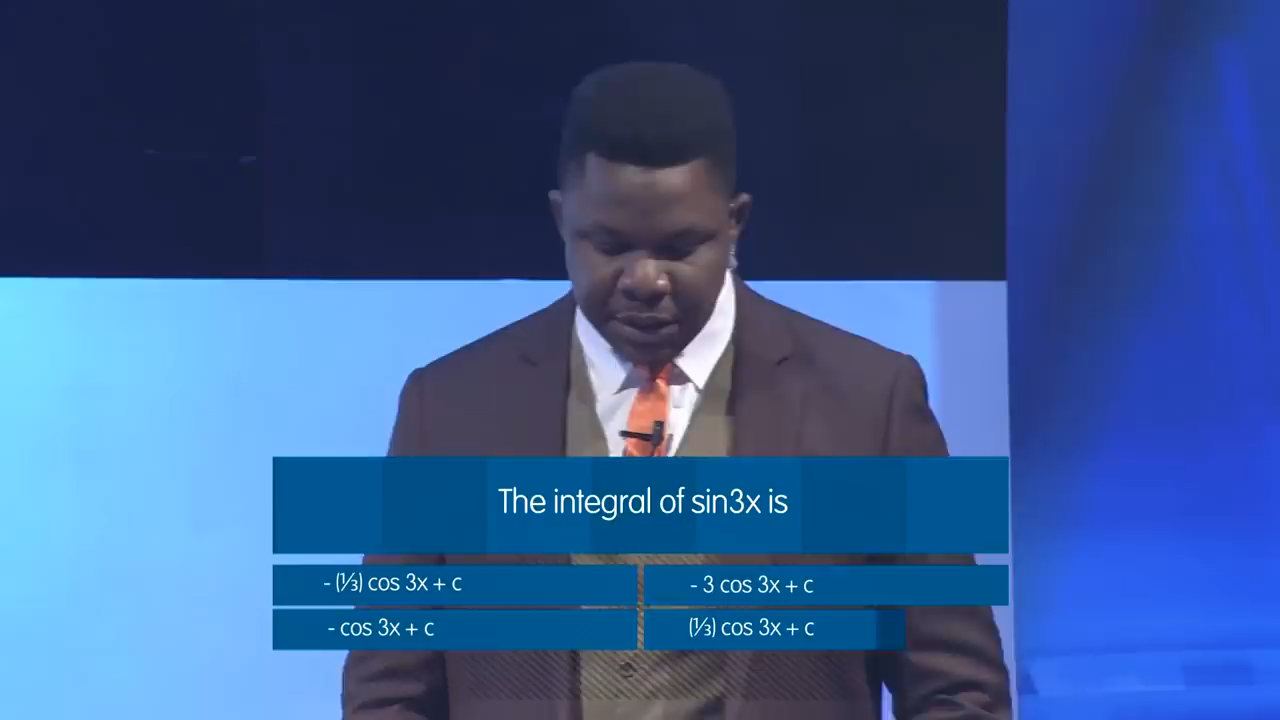 The integral of sin3x is
- (⅓) cos 3x + c
- 3 cos 3x + c
- cos 3x + c
(⅓) cos 3x + c